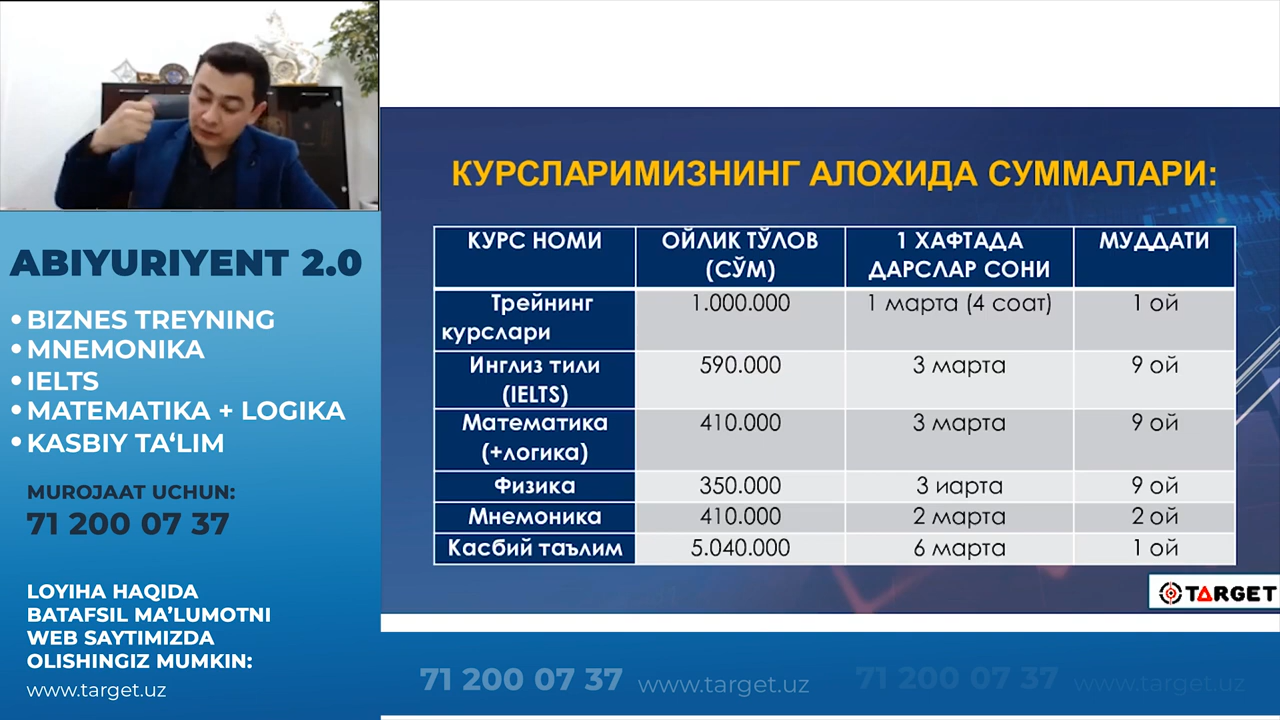 ABIYURIYENT 2.0
• BIZNES TREYNING
• MNEMONIKA
• IELTS
• MATEMATIKA + LOGIKA
• KASBIY TA‘LIM
MUROJAAT UCHUN:
71 200 07 37
LOYIHA HAQIDA
BATAFSIL MA’LUMOTNI
WEB SAYTIMIZDA
OLISHINGIZ MUMKIN:
www.target.uz
КУРСЛАРИМИЗНИНГ АЛОХИДА СУММАЛАРИ:
КУРС НОМИ
ОЙЛИК ТЎЛОВ
(СЎМ)
1 ХАФТАДА
ДАРСЛАР СОНИ
МУДДАТИ
Трейнинг
курслари
1.000.000
1 марта (4 соат)
1 ой
Инглиз тили
(IELTS)
590.000
3 марта
9 ой
Математика
(+логика)
410.000
3 марта
9 ой
Физика
350.000
3 иарта
9 ой
Мнемоника
410.000
2 марта
2 ой
Касбий таълим
5.040.000
6 марта
1 ой
TARGET
71 200 07 37 www.target.uz
71 200 07 37 www.target.uz